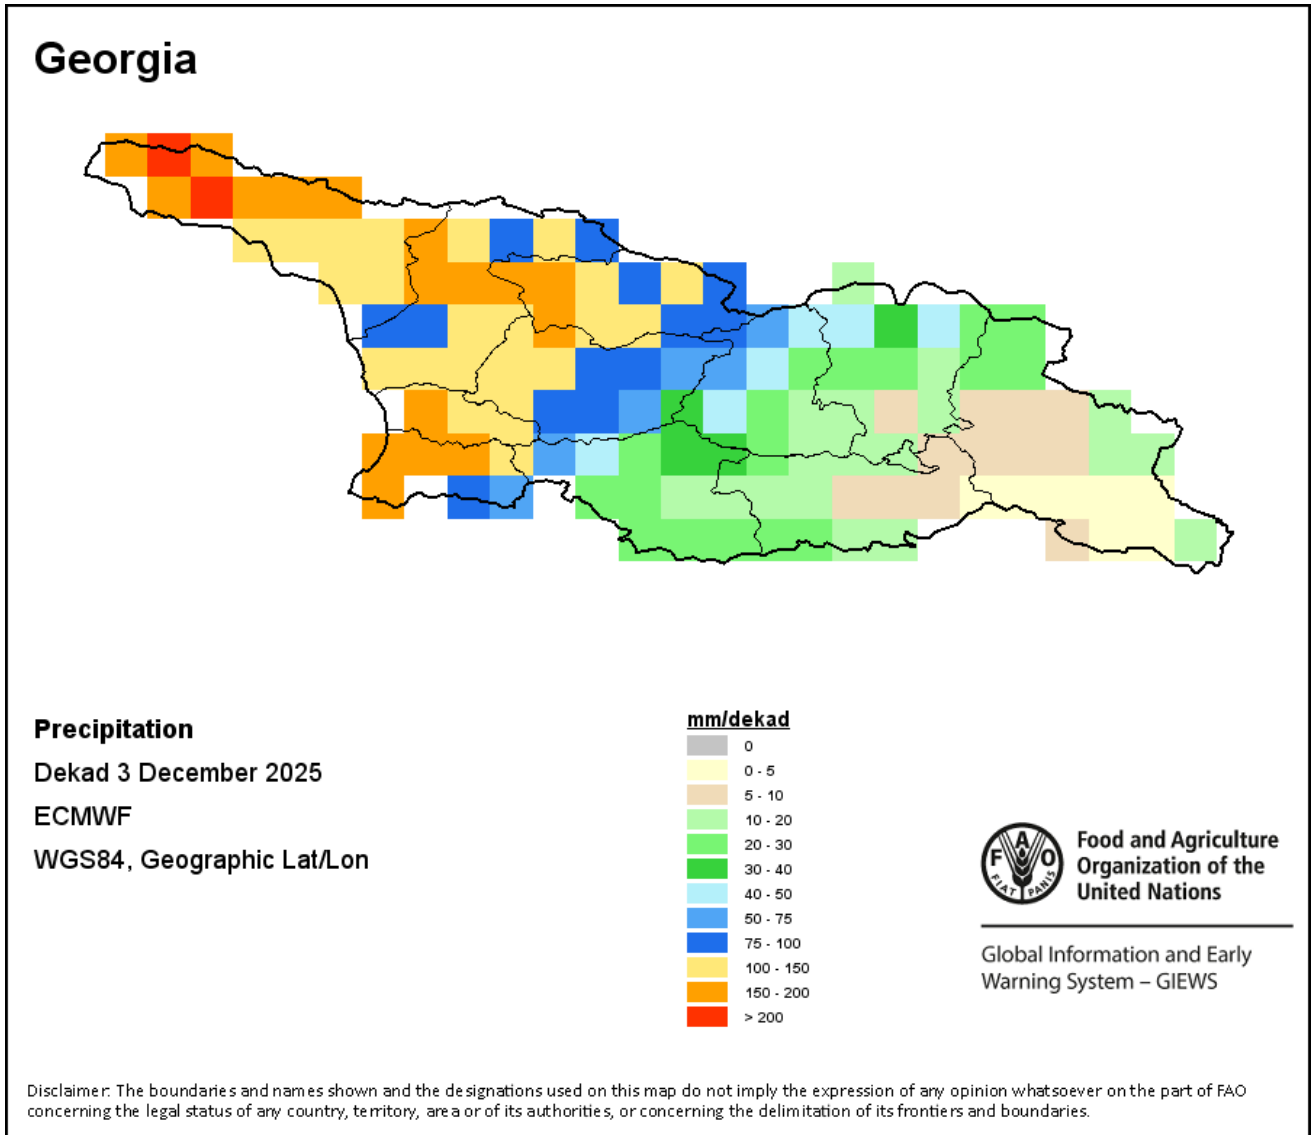 Georgia
Precipitation
Dekad 3 December 2025
ECMWF
WGS84, Geographic Lat/Lon
mm/dekad
0
0 - 5
5 - 10
10 - 20
20 - 30
30 - 40
40 - 50
50 - 75
75 - 100
100 - 150
150 - 200
> 200
F A O
FIAT PANIS
Food and Agriculture
Organization of the
United Nations
Global Information and Early
Warning System – GIEWS
Disclaimer: The boundaries and names shown and the designations used on this map do not imply the expression of any opinion whatsoever on the part of FAO
concerning the legal status of any country, territory, area or of its authorities, or concerning the delimitation of its frontiers and boundaries.